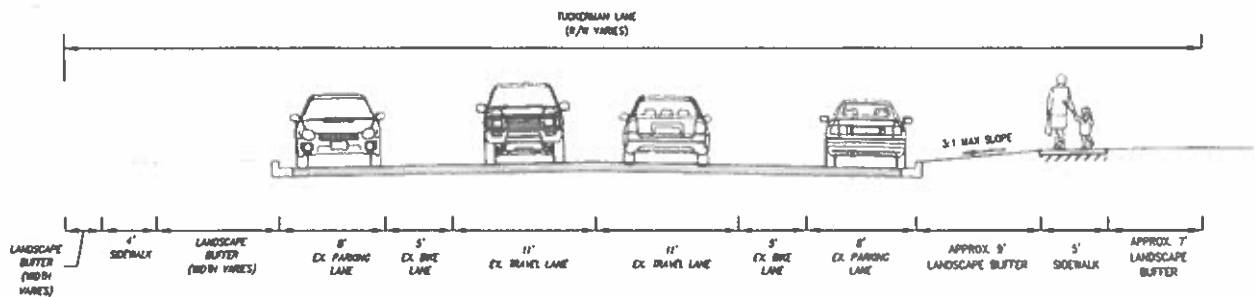 TUCKERMAN LANE
(R/W VARIES)
3:1 MAX SLOPE
LANDSCAPE
BUFFER
(WIDTH
VARIES)
4'
SIDEWALK
LANDSCAPE
BUFFER
(WIDTH VARIES)
8'
EX. PARKING
LANE
5'
EX. BIKE
LANE
11'
EX. TRAVEL LANE
11'
EX. TRAVEL LANE
5'
EX. BIKE
LANE
8'
EX. PARKING
LANE
APPROX. 9'
LANDSCAPE BUFFER
5'
SIDEWALK
APPROX. 7'
LANDSCAPE
BUFFER